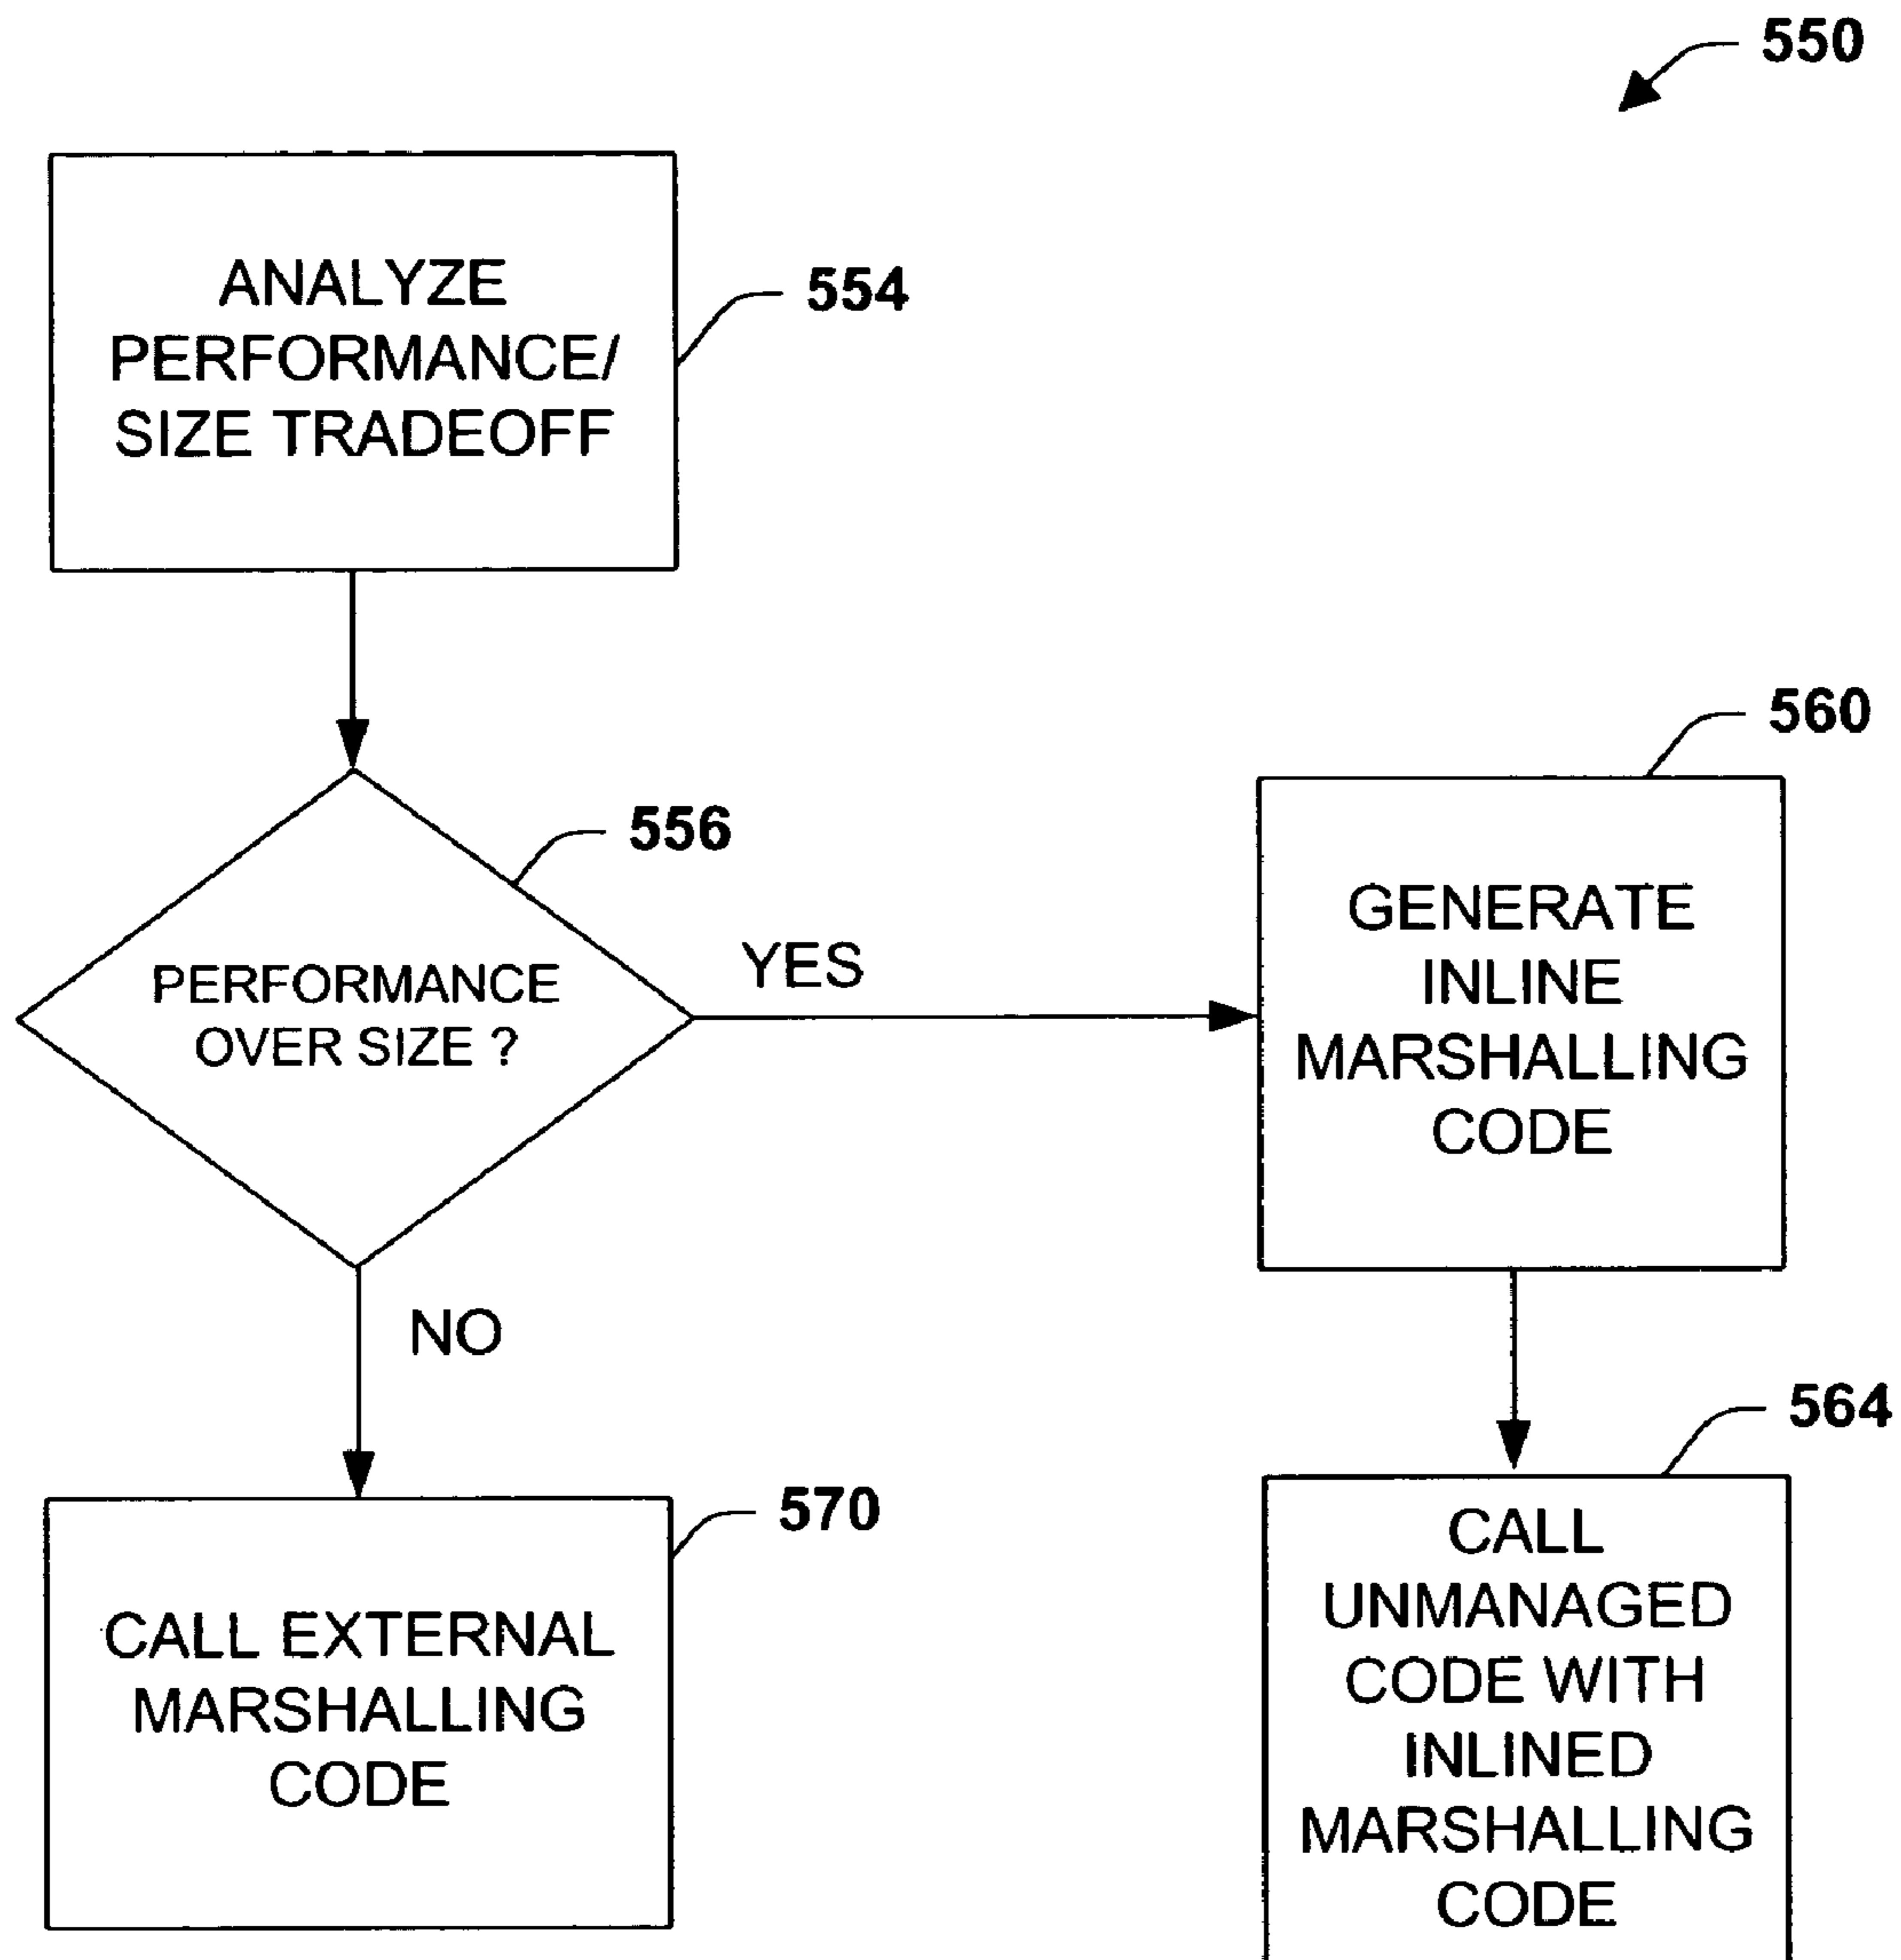 550
ANALYZE
PERFORMANCE/
SIZE TRADEOFF
554
556
PERFORMANCE
OVER SIZE ?
YES
560
GENERATE
INLINE
MARSHALLING
CODE
NO
564
CALL
UNMANAGED
CODE WITH
INLINED
MARSHALLING
CODE
570
CALL EXTERNAL
MARSHALLING
CODE